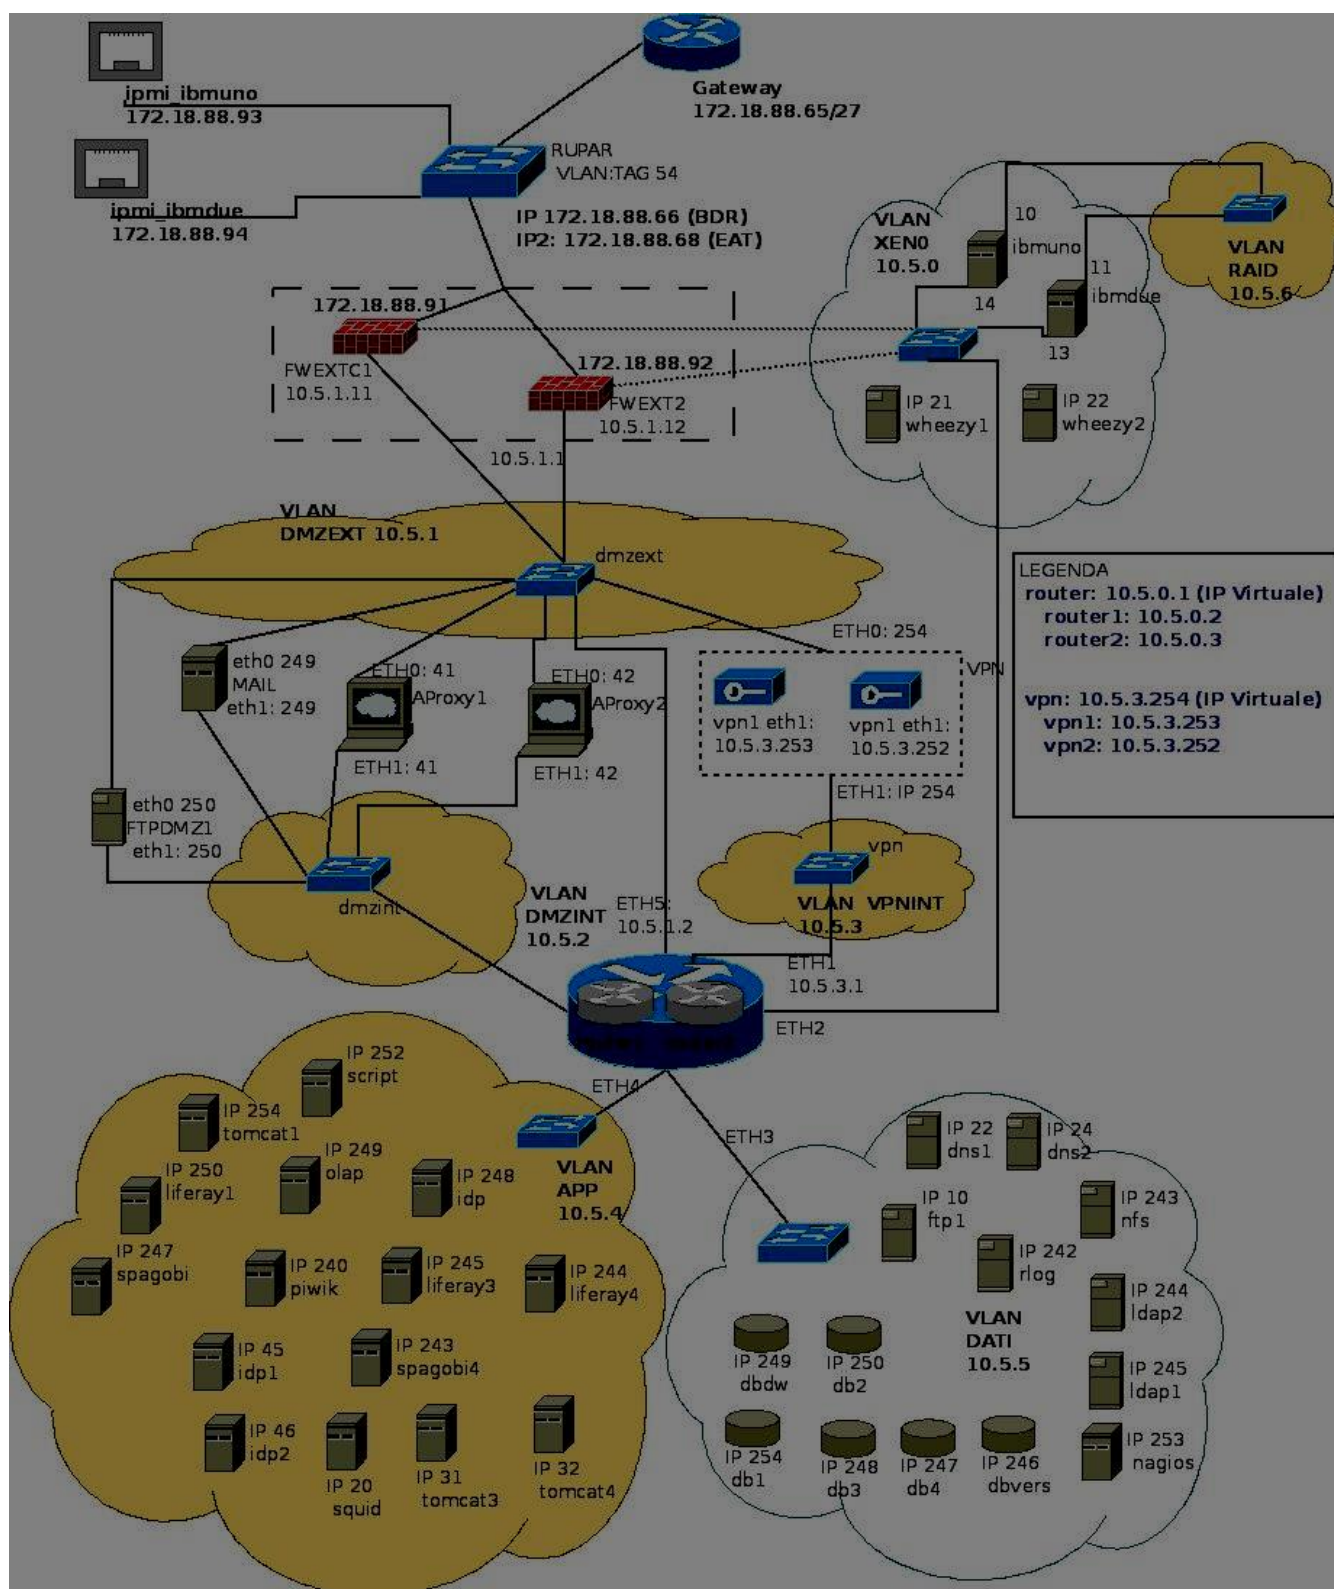 ipmi_ibmuno
172.18.88.93
Gateway
172.18.88.65/27
ipmi_ibmdue
172.18.88.94
RUPAR
VLAN:TAG 54
IP 172.18.88.66 (BDR)
IP2: 172.18.88.68 (EAT)
VLAN
XEN0
10.5.0
10
ibmuno
14
11
ibmdue
13
VLAN
RAID
10.5.6
172.18.88.91
FWEXTC1
10.5.1.11
172.18.88.92
FWEXT2
10.5.1.12
IP 21
wheezy1
IP 22
wheezy2
10.5.1.1
VLAN
DMZEXT 10.5.1
dmzext
LEGENDA
router: 10.5.0.1 (IP Virtuale)
router1: 10.5.0.2
router2: 10.5.0.3
vpn: 10.5.3.254 (IP Virtuale)
vpn1: 10.5.3.253
vpn2: 10.5.3.252
eth0 249
MAIL
eth1: 249
ETH0: 41
AProxy1
ETH1: 41
ETH0: 42
AProxy2
ETH1: 42
ETH0: 254
VPN
vpn1 eth1:
10.5.3.253
vpn1 eth1:
10.5.3.252
ETH1: IP 254
eth0 250
FTPDMZ1
eth1: 250
dmzint
VLAN
DMZINT
10.5.2
ETH5:
10.5.1.2
vpn
VLAN VPNINT
10.5.3
ETH1
10.5.3.1
ETH2
ETH4
ETH3
IP 252
script
IP 254
tomcat1
IP 250
liferay1
IP 249
olap
IP 248
idp
VLAN
APP
10.5.4
IP 247
spagobi
IP 240
piwik
IP 245
liferay3
IP 244
liferay4
IP 45
idp1
IP 243
spagobi4
IP 46
idp2
IP 20
squid
IP 31
tomcat3
IP 32
tomcat4
IP 22
dns1
IP 24
dns2
IP 10
ftp1
IP 243
nfs
IP 242
rlog
IP 244
ldap2
VLAN
DATI
10.5.5
IP 249
dbdw
IP 250
db2
IP 245
ldap1
IP 254
db1
IP 248
db3
IP 247
db4
IP 246
dbvers
IP 253
nagios